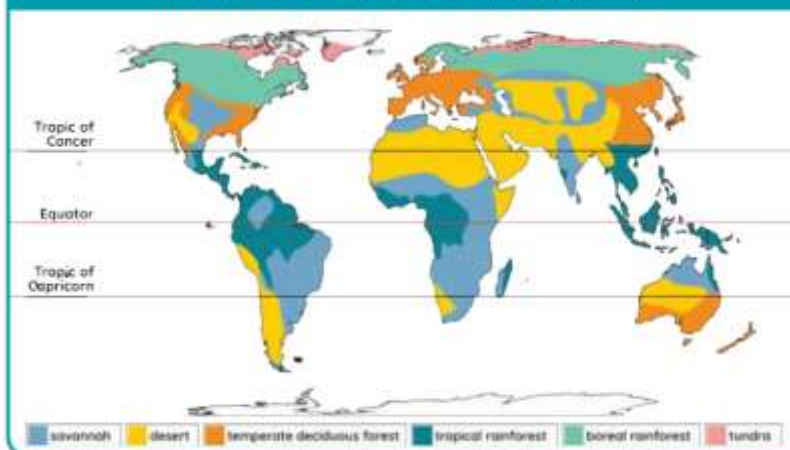 Tropic of
Cancer
Equator
Tropic of
Capricorn
savannah desert temperate deciduous forest tropical rainforest boreal rainforest tundra